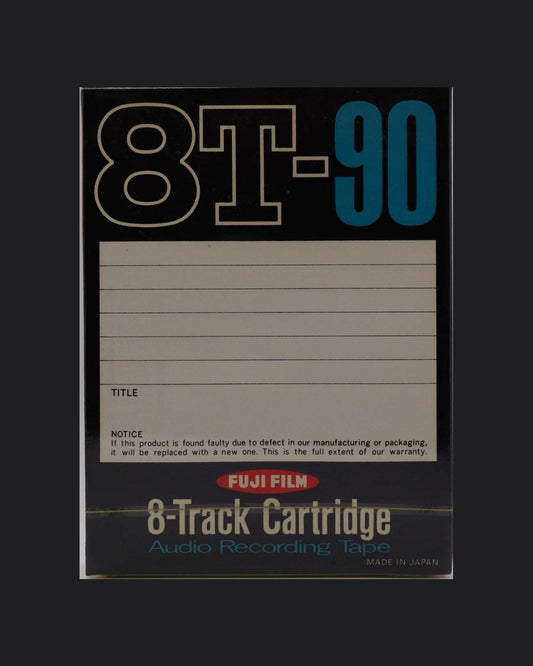 8T-90
TITLE
NOTICE
If this product is found faulty due to defect in our manufacturing or packaging,
it will be replaced with a new one. This is the full extent of our warranty.
FUJI FILM
8-Track Cartridge
Audio Recording Tape
MADE IN JAPAN